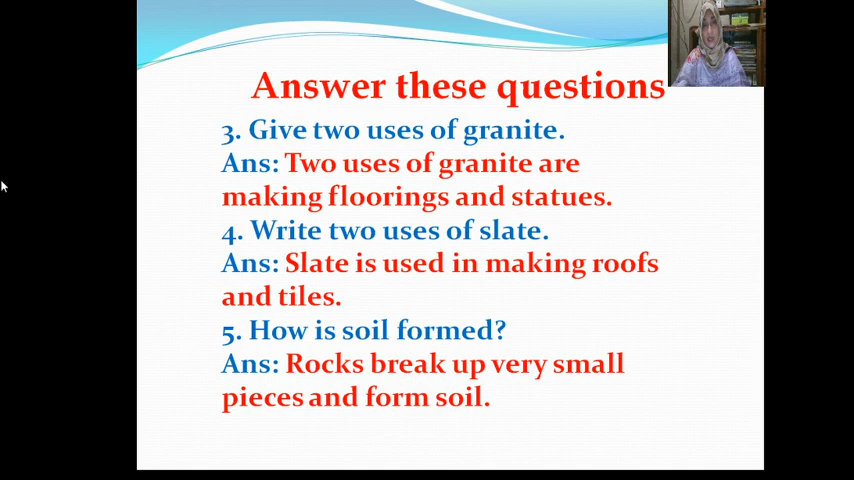 Answer these questions
3. Give two uses of granite.
Ans: Two uses of granite are
making floorings and statues.
4. Write two uses of slate.
Ans: Slate is used in making roofs
and tiles.
5. How is soil formed?
Ans: Rocks break up very small
pieces and form soil.